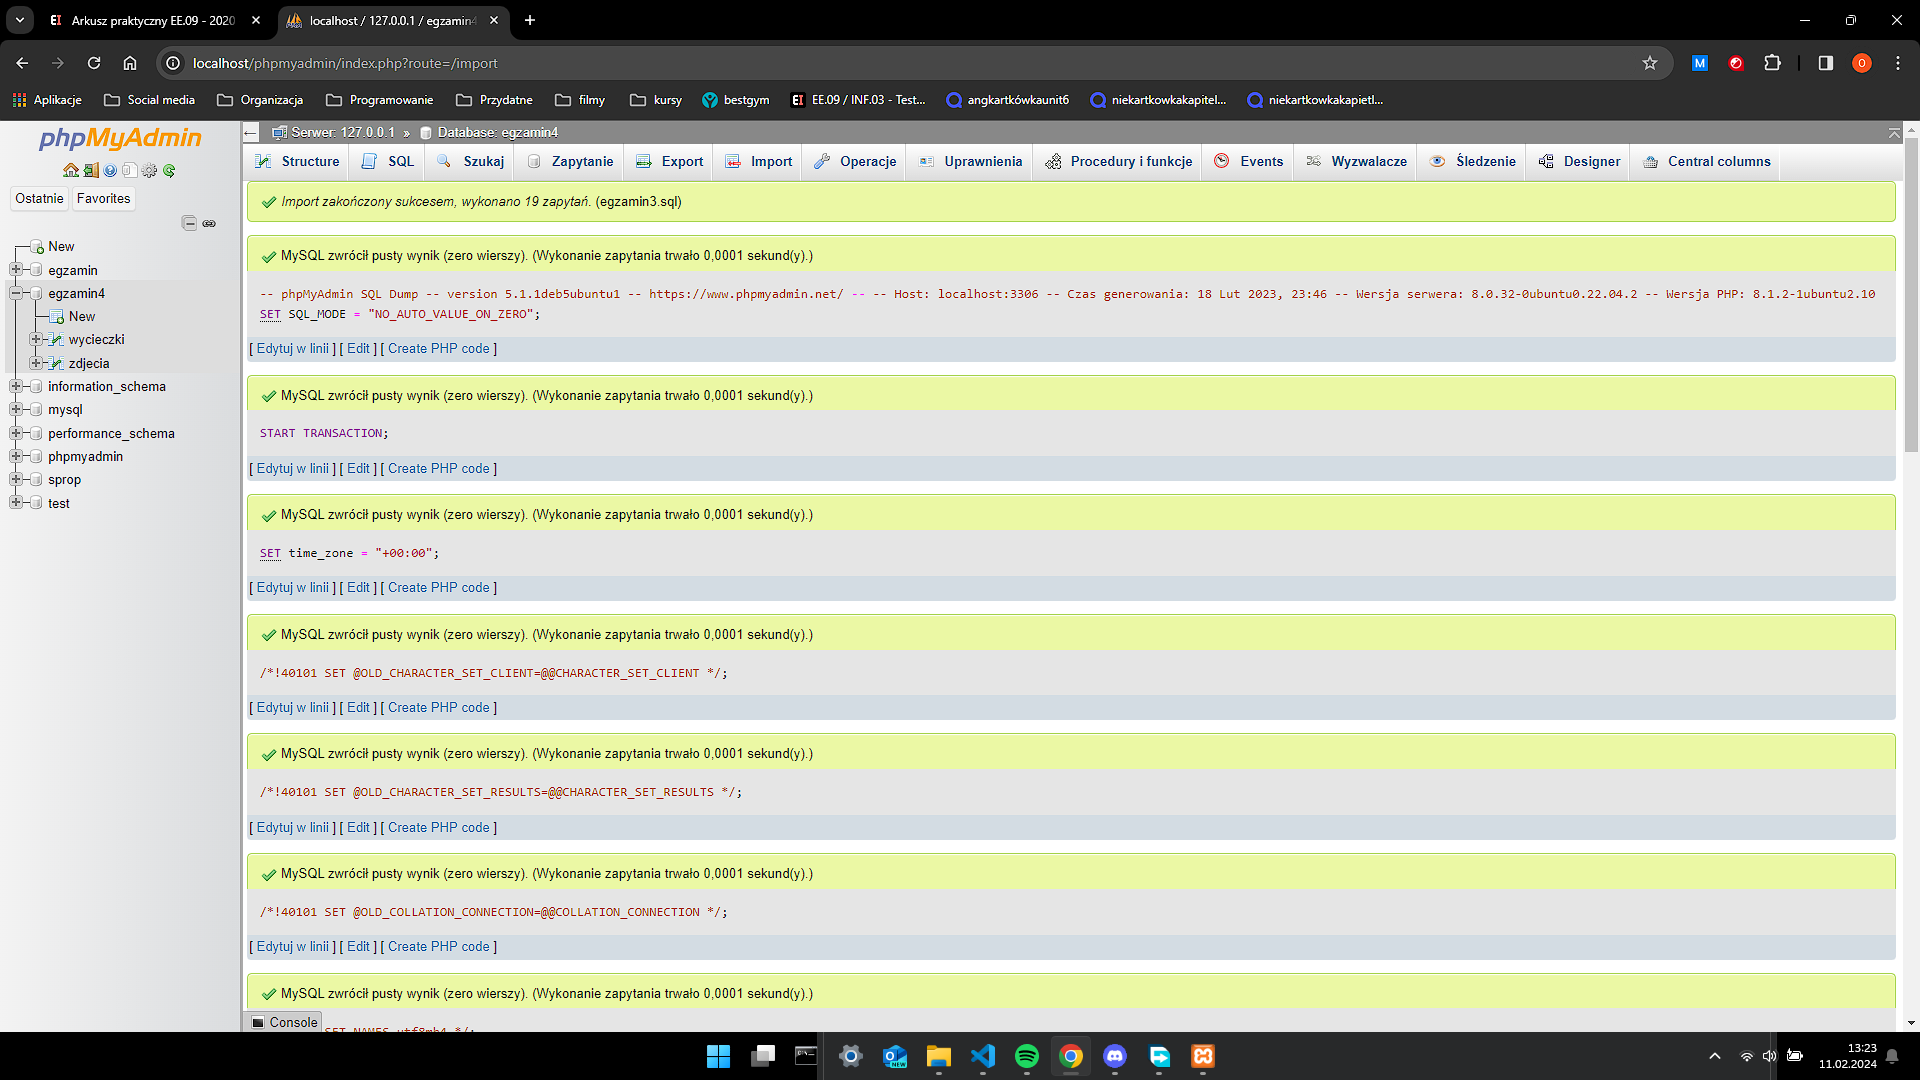 Arkusz praktyczny EE.09 - 2020
localhost / 127.0.0.1 / egzamin4
localhost/phpmyadmin/index.php?route=/import
M
O
Aplikacje
Social media
Organizacja
Programowanie
Przydatne
filmy
kursy
bestgym
EE.09 / INF.03 - Test...
angkartkówkaunit6
niekartkowkakapitel...
niekartkowkakapietl...
phpMyAdmin
Ostatnie
Favorites
New
egzamin
egzamin4
New
wycieczki
zdjecia
information_schema
mysql
performance_schema
phpmyadmin
sprop
test
Serwer: 127.0.0.1 » Database: egzamin4
Structure
SQL
Szukaj
Zapytanie
Export
Import
Operacje
Uprawnienia
Procedury i funkcje
Events
Wyzwalacze
Śledzenie
Designer
Central columns
Import zakończony sukcesem, wykonano 19 zapytań. (egzamin3.sql)
MySQL zwrócił pusty wynik (zero wierszy). (Wykonanie zapytania trwało 0,0001 sekund(y).)
-- phpMyAdmin SQL Dump -- version 5.1.1deb5ubuntu1 -- https://www.phpmyadmin.net/ -- -- Host: localhost:3306 -- Czas generowania: 18 Lut 2023, 23:46 -- Wersja serwera: 8.0.32-0ubuntu0.22.04.2 -- Wersja PHP: 8.1.2-1ubuntu2.10
SET SQL_MODE = "NO_AUTO_VALUE_ON_ZERO";
[ Edytuj w linii ] [ Edit ] [ Create PHP code ]
MySQL zwrócił pusty wynik (zero wierszy). (Wykonanie zapytania trwało 0,0001 sekund(y).)
START TRANSACTION;
[ Edytuj w linii ] [ Edit ] [ Create PHP code ]
MySQL zwrócił pusty wynik (zero wierszy). (Wykonanie zapytania trwało 0,0001 sekund(y).)
SET time_zone = "+00:00";
[ Edytuj w linii ] [ Edit ] [ Create PHP code ]
MySQL zwrócił pusty wynik (zero wierszy). (Wykonanie zapytania trwało 0,0001 sekund(y).)
/*!40101 SET @OLD_CHARACTER_SET_CLIENT=@@CHARACTER_SET_CLIENT */;
[ Edytuj w linii ] [ Edit ] [ Create PHP code ]
MySQL zwrócił pusty wynik (zero wierszy). (Wykonanie zapytania trwało 0,0001 sekund(y).)
/*!40101 SET @OLD_CHARACTER_SET_RESULTS=@@CHARACTER_SET_RESULTS */;
[ Edytuj w linii ] [ Edit ] [ Create PHP code ]
MySQL zwrócił pusty wynik (zero wierszy). (Wykonanie zapytania trwało 0,0001 sekund(y).)
/*!40101 SET @OLD_COLLATION_CONNECTION=@@COLLATION_CONNECTION */;
[ Edytuj w linii ] [ Edit ] [ Create PHP code ]
MySQL zwrócił pusty wynik (zero wierszy). (Wykonanie zapytania trwało 0,0001 sekund(y).)
SET NAMES utf8mb4 */;
Console
13:23
11.02.2024